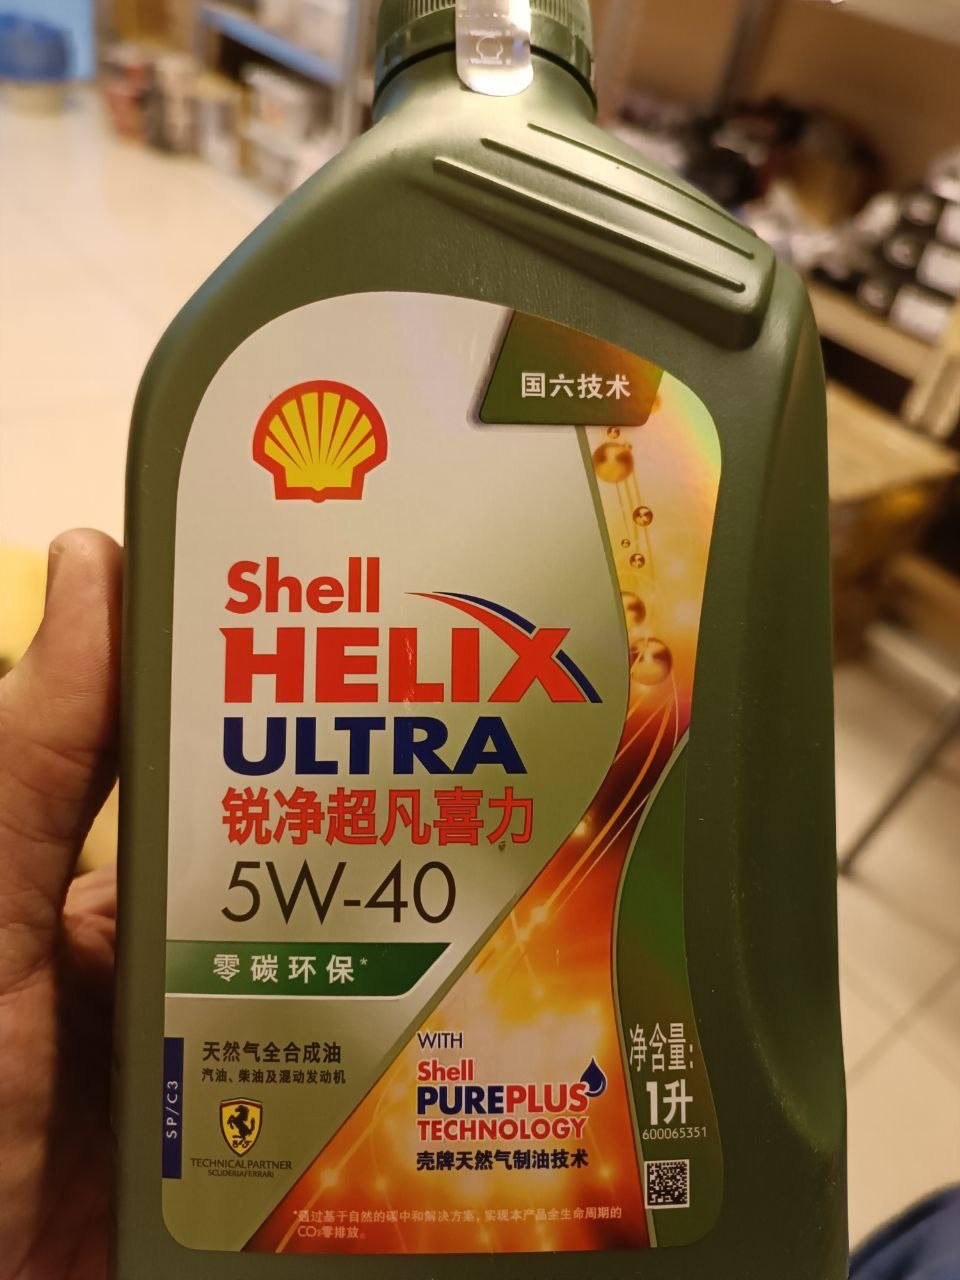 国六技术
Shell
HELIX
ULTRA
锐净超凡喜力
5W-40
零碳环保*
天然气全合成油
汽油、柴油及混动发动机
SP/C3
TECHNICAL PARTNER
SCUDERIA FERRARI
WITH
Shell
PUREPLUS
TECHNOLOGY
壳牌天然气制油技术
净含量:
1升
600065351
*通过基于自然的碳中和解决方案,实现本产品全生命周期的
CO₂零排放。